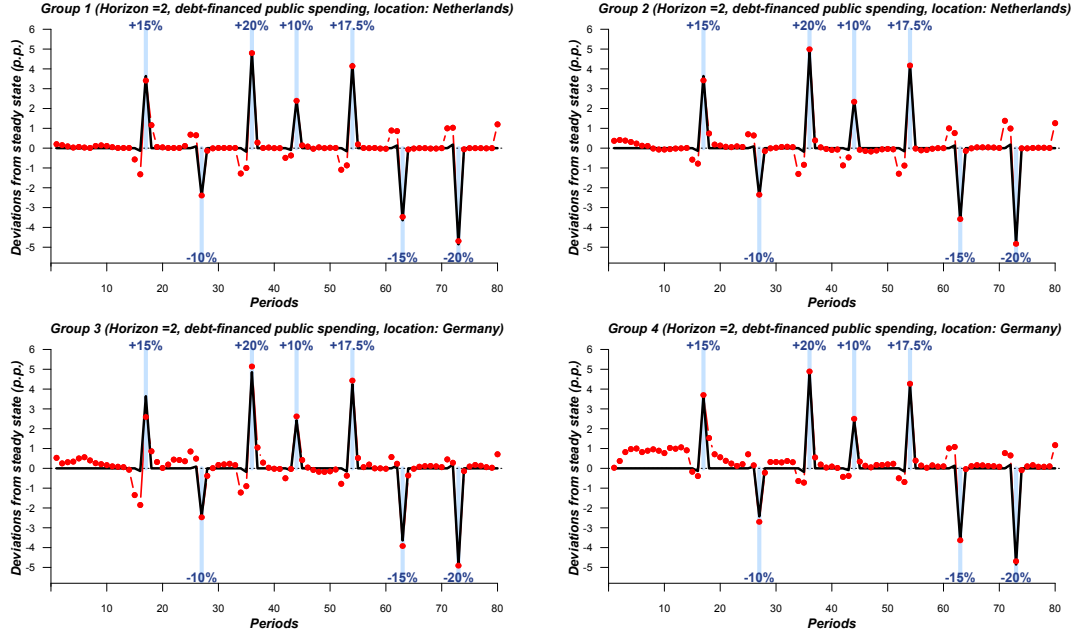 Group 1 (Horizon =2, debt-financed public spending, location: Netherlands)
+15% +20% +10% +17.5%
Deviations from steady state (p.p.)
6
5
4
3
2
1
0
-1
-2
-3
-4
-5
-10% -15% -20%
10 20 30 40 50 60 70 80
Periods
Group 2 (Horizon =2, debt-financed public spending, location: Netherlands)
+15% +20% +10% +17.5%
Deviations from steady state (p.p.)
6
5
4
3
2
1
0
-1
-2
-3
-4
-5
-10% -15% -20%
10 20 30 40 50 60 70 80
Periods
Group 3 (Horizon =2, debt-financed public spending, location: Germany)
+15% +20% +10% +17.5%
Deviations from steady state (p.p.)
6
5
4
3
2
1
0
-1
-2
-3
-4
-5
-10% -15% -20%
10 20 30 40 50 60 70 80
Periods
Group 4 (Horizon =2, debt-financed public spending, location: Germany)
+15% +20% +10% +17.5%
Deviations from steady state (p.p.)
6
5
4
3
2
1
0
-1
-2
-3
-4
-5
-10% -15% -20%
10 20 30 40 50 60 70 80
Periods